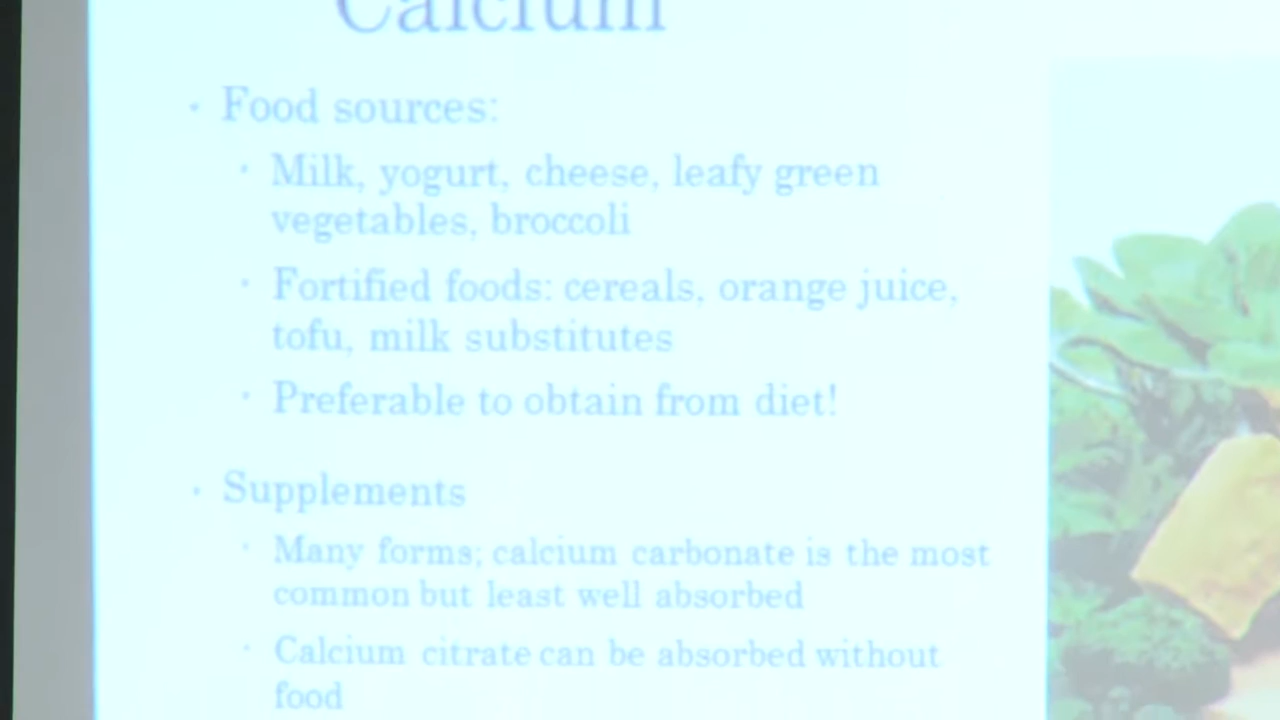 Calcium
· Food sources:
· Milk, yogurt, cheese, leafy green
vegetables, broccoli
· Fortified foods: cereals, orange juice,
tofu, milk substitutes
· Preferable to obtain from diet!
· Supplements
· Many forms; calcium carbonate is the most
common but least well absorbed
· Calcium citrate can be absorbed without
food